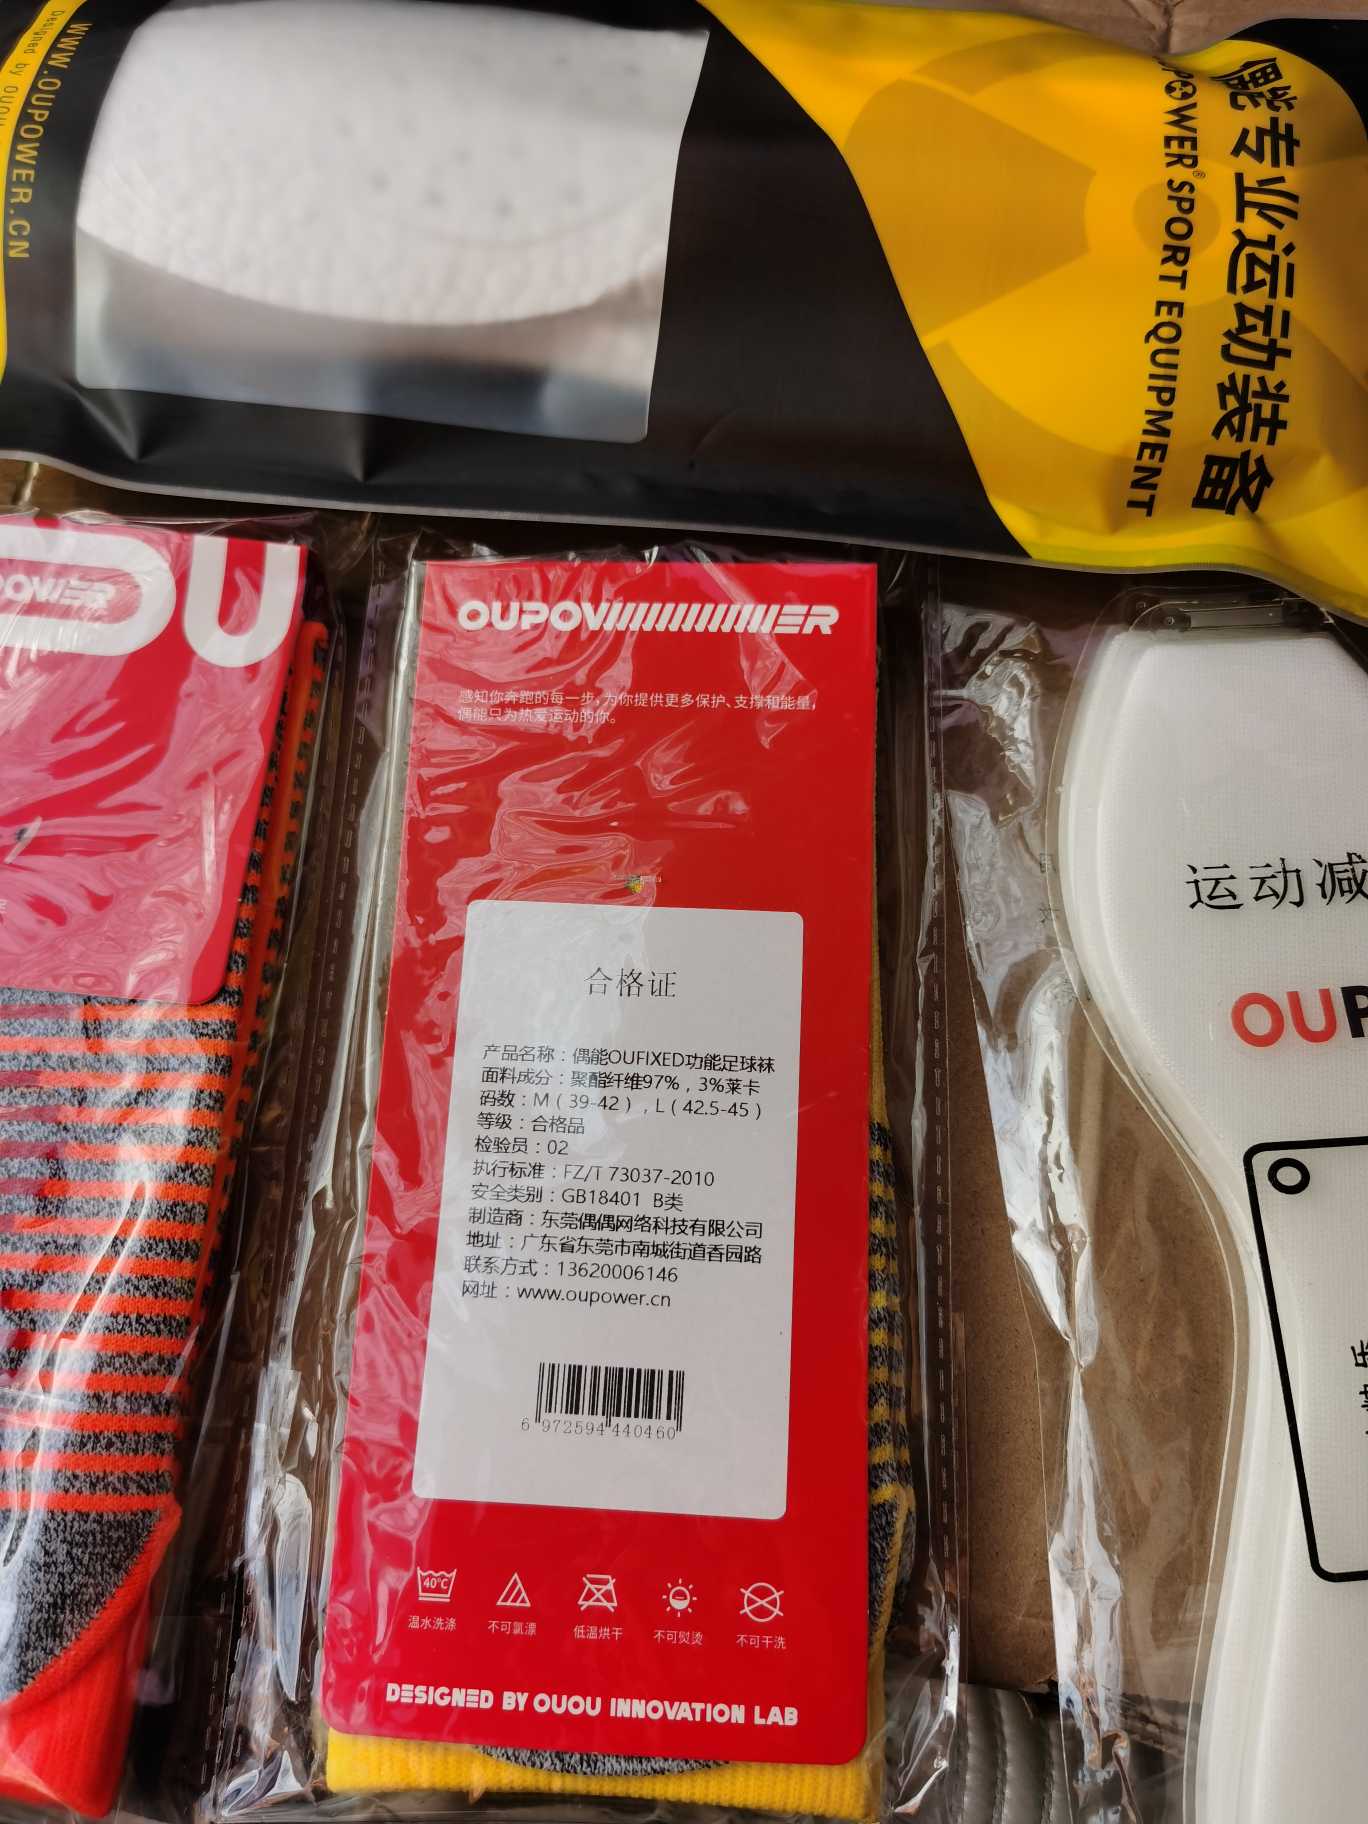 WWW.OUPOWER.CN
Designed by
偶能专业运动装备
POWER® SPORT EQUIPMENT
POWER
OU
OUPOWER
感知你奔跑的每一步,为你提供更多保护、支撑和能量,
偶能只为热爱运动的你。
合格证
产品名称：偶能OUFIXED功能足球袜
面料成分：聚酯纤维97%，3%莱卡
码数：M（39-42），L（42.5-45）
等级：合格品
检验员：02
执行标准：FZ/T 73037-2010
安全类别：GB18401 B类
制造商：东莞偶偶网络科技有限公司
地址：广东省东莞市南城街道香园路
联系方式：13620006146
网址：www.oupower.cn
6 972594 440460
40°C
温水洗涤 不可氯漂 低温烘干 不可熨烫 不可干洗
DESIGNED BY OUOU INNOVATION LAB
运动减
OUP